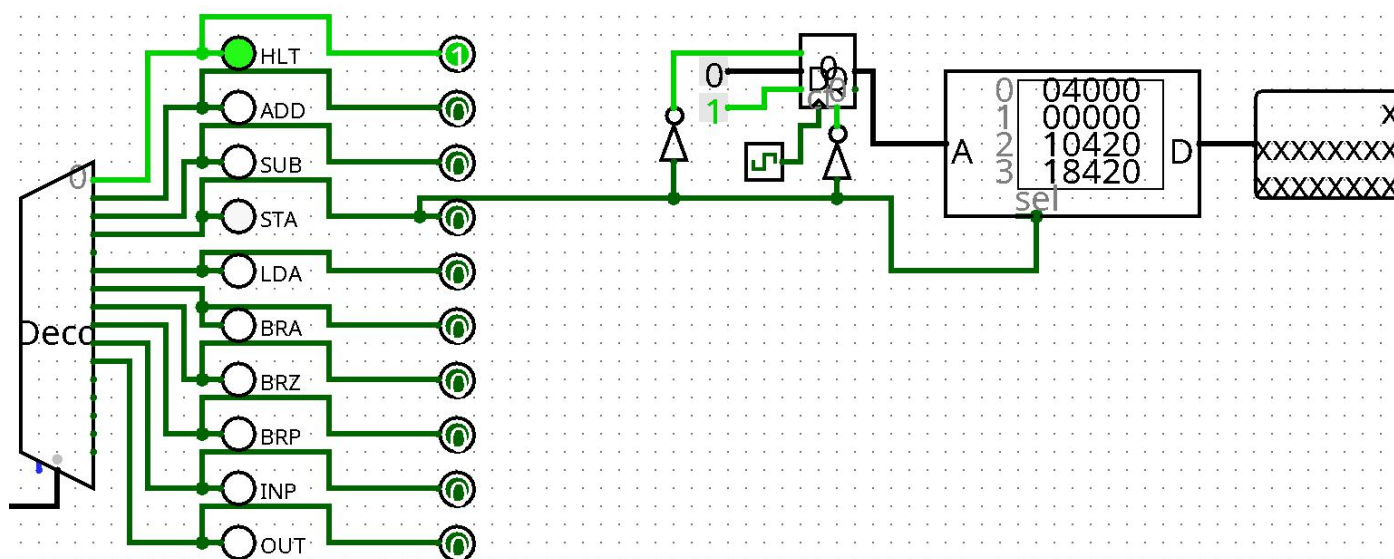 HLT
1
ADD
0
SUB
0
0
STA
0
LDA
0
BRA
0
Deco
BRZ
0
BRP
0
INP
0
OUT
0
0
1
0
A
0 04000
1 00000
2 10420
3 18420
D
sel
x
xxxxxxxx
xxxxxxxx